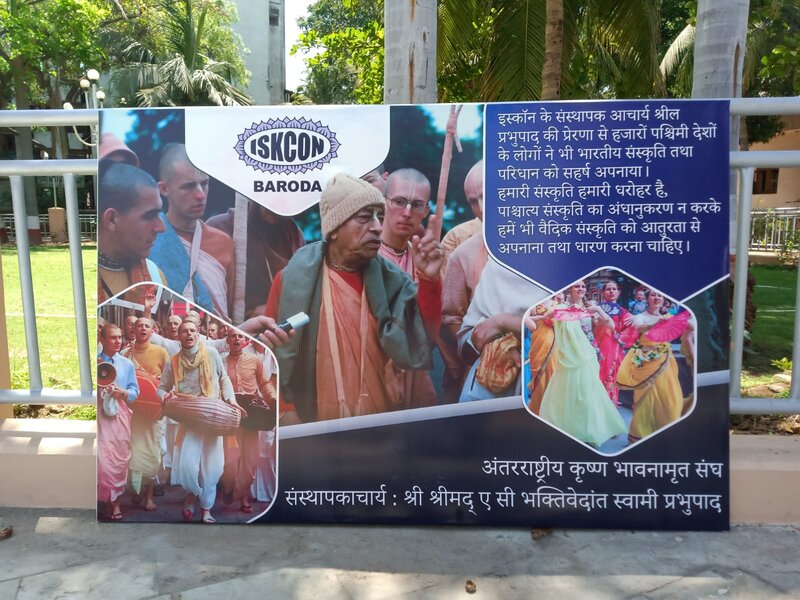 ISKCON
BARODA
इस्कॉन के संस्थापक आचार्य श्रील
प्रभुपाद की प्रेरणा से हजारों पश्चिमी देशों
के लोगों ने भी भारतीय संस्कृति तथा
परिधान को सहर्ष अपनाया।
हमारी संस्कृति हमारी धरोहर है,
पाश्चात्य संस्कृति का अंधानुकरण न करके
हमें भी वैदिक संस्कृति को आतुरता से
अपनाना तथा धारण करना चाहिए।
अंतरराष्ट्रीय कृष्ण भावनामृत संघ
संस्थापकाचार्य : श्री श्रीमद् ए सी भक्तिवेदांत स्वामी प्रभुपाद